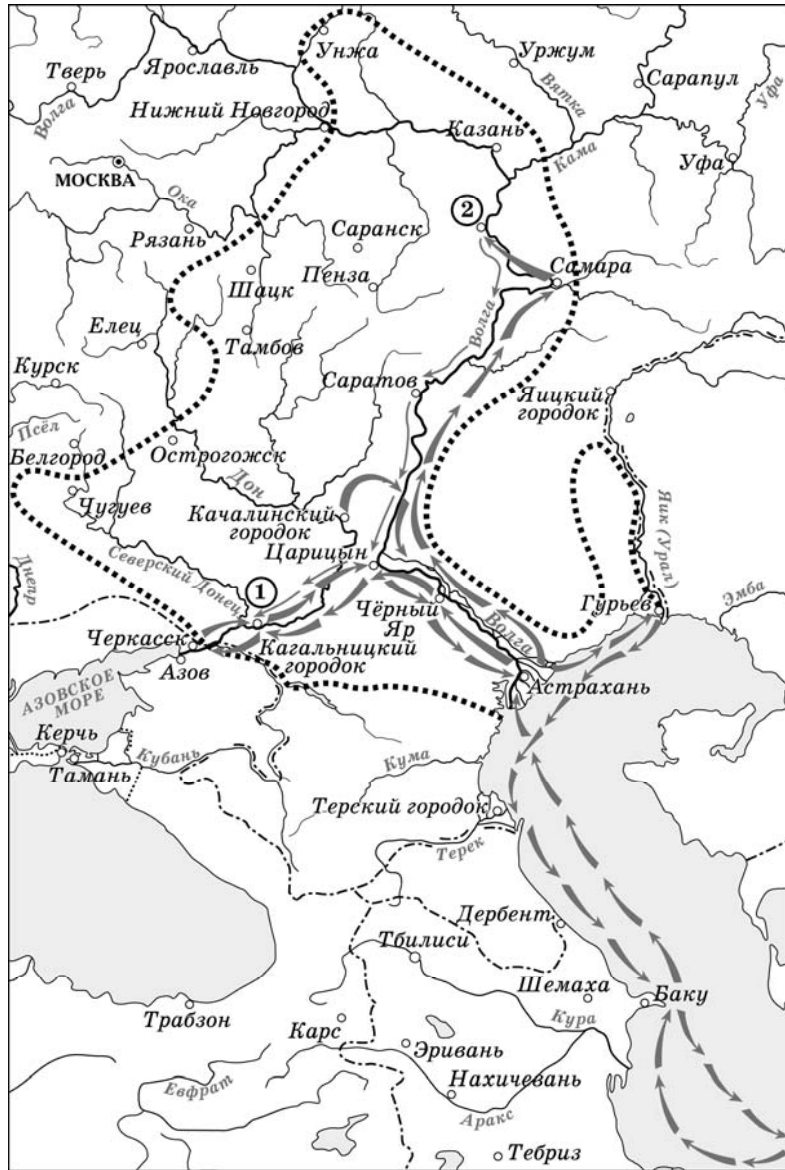 Унжа
Уржум
Тверь
Ярославль
Сарапул
Волга
Вятка
Уфа
Нижний Новгород
Казань
Кама
Уфа
МОСКВА
Ока
Рязань
Саранск
2
Шацк
Пенза
Самара
Елец
Тамбов
Волга
Курск
Саратов
Яицкий
городок
Псёл
Белгород
Острогожск
Чугуев
Дон
Качалинский
городок
Яик (Урал)
Днепр
Северский Донец
Царицын
1
Чёрный
Яр
Волга
Гурьев
Эмба
Черкасск
Кагальницкий
городок
Азов
Астрахань
АЗОВСКОЕ
МОРЕ
Керчь
Тамань
Кубань
Кума
Терский городок
Терек
Дербент
Тбилиси
Шемаха
Баку
Трабзон
Карс
Кура
Эривань
Нахичевань
Евфрат
Аракс
Тебриз